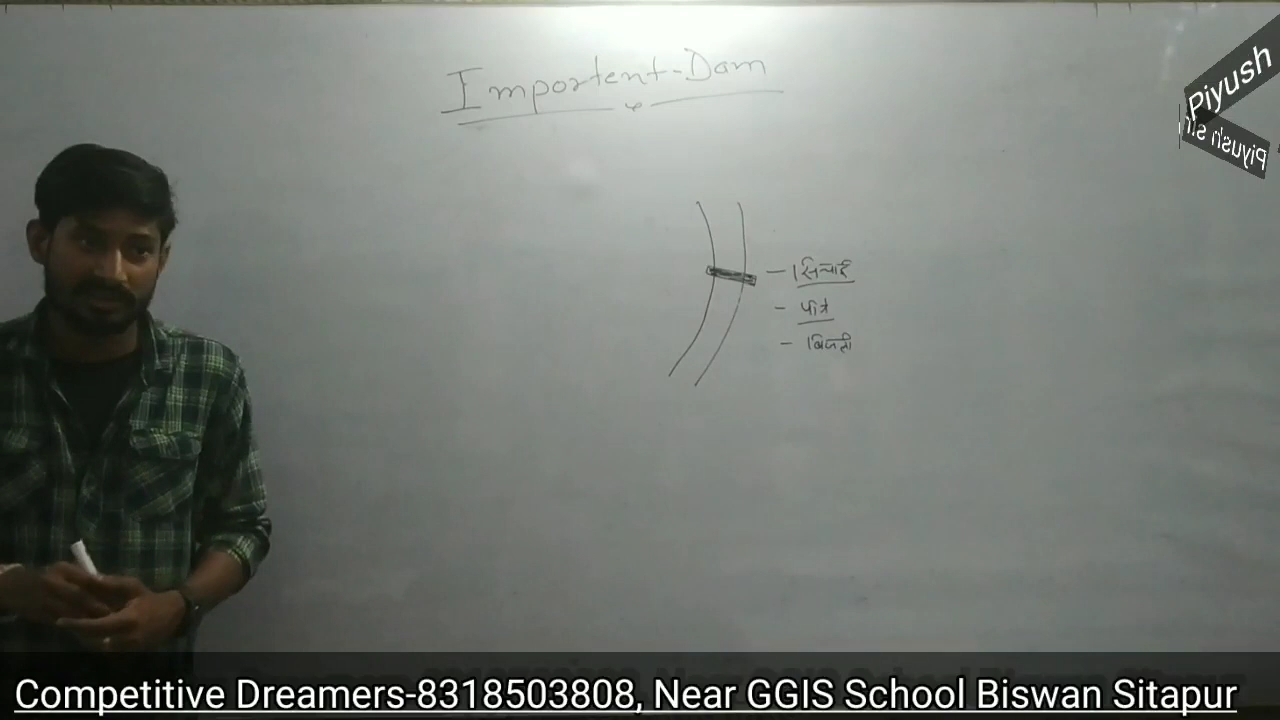 Importent-Dam
Piyush
Piyush sir
- सिचाई
- पीने
- बिजली
Competitive Dreamers-8318503808, Near GGIS School Biswan Sitapur